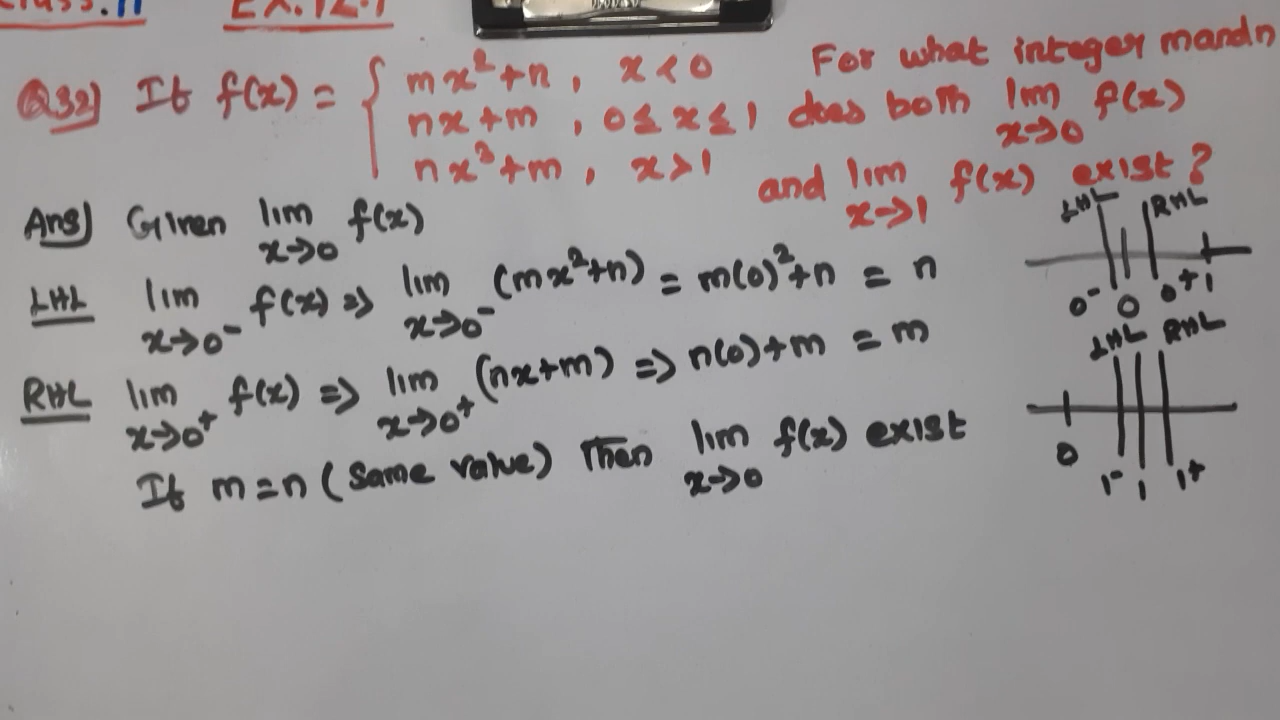 Class.11 Ex.12.1
Q32) If f(x) = { mx²+n, x<0 For what integer m and n
nx+m, 0≤x≤1 does both lim x→0 f(x)
nx³+m, x>1 and lim x→1 f(x) exist?
Ans) Given lim x→0 f(x)
LHL lim x→0⁻ f(x) ⇒ lim x→0⁻ (mx²+n) = m(0)²+n = n
RHL lim x→0⁺ f(x) ⇒ lim x→0⁺ (nx+m) ⇒ n(0)+m = m
If m=n (Same value) Then lim x→0 f(x) exist
LHL RHL
0⁻ 0 0⁺ 1
LHL RHL
0 1⁻ 1 1⁺